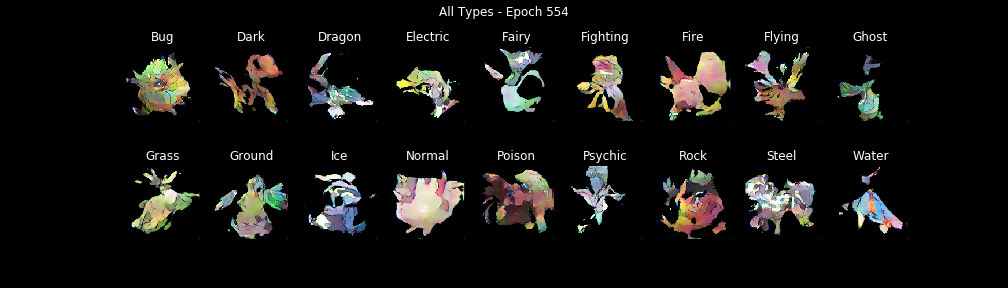 All Types - Epoch 554
Bug Dark Dragon Electric Fairy Fighting Fire Flying Ghost
Grass Ground Ice Normal Poison Psychic Rock Steel Water